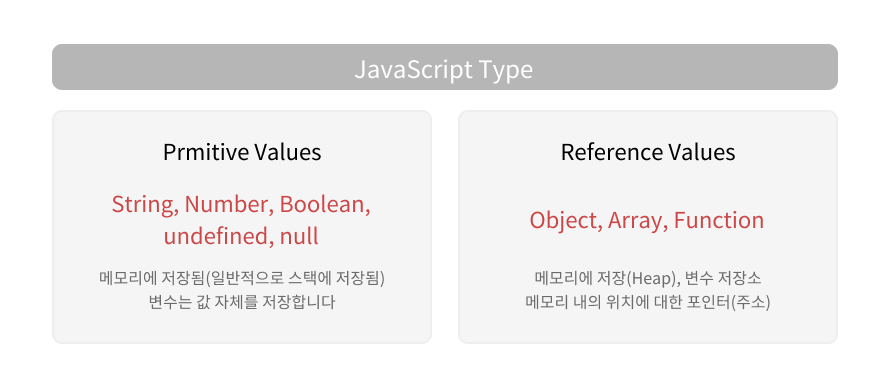 JavaScript Type
Prmitive Values
String, Number, Boolean,
undefined, null
메모리에 저장됨(일반적으로 스택에 저장됨)
변수는 값 자체를 저장합니다
Reference Values
Object, Array, Function
메모리에 저장(Heap), 변수 저장소
메모리 내의 위치에 대한 포인터(주소)